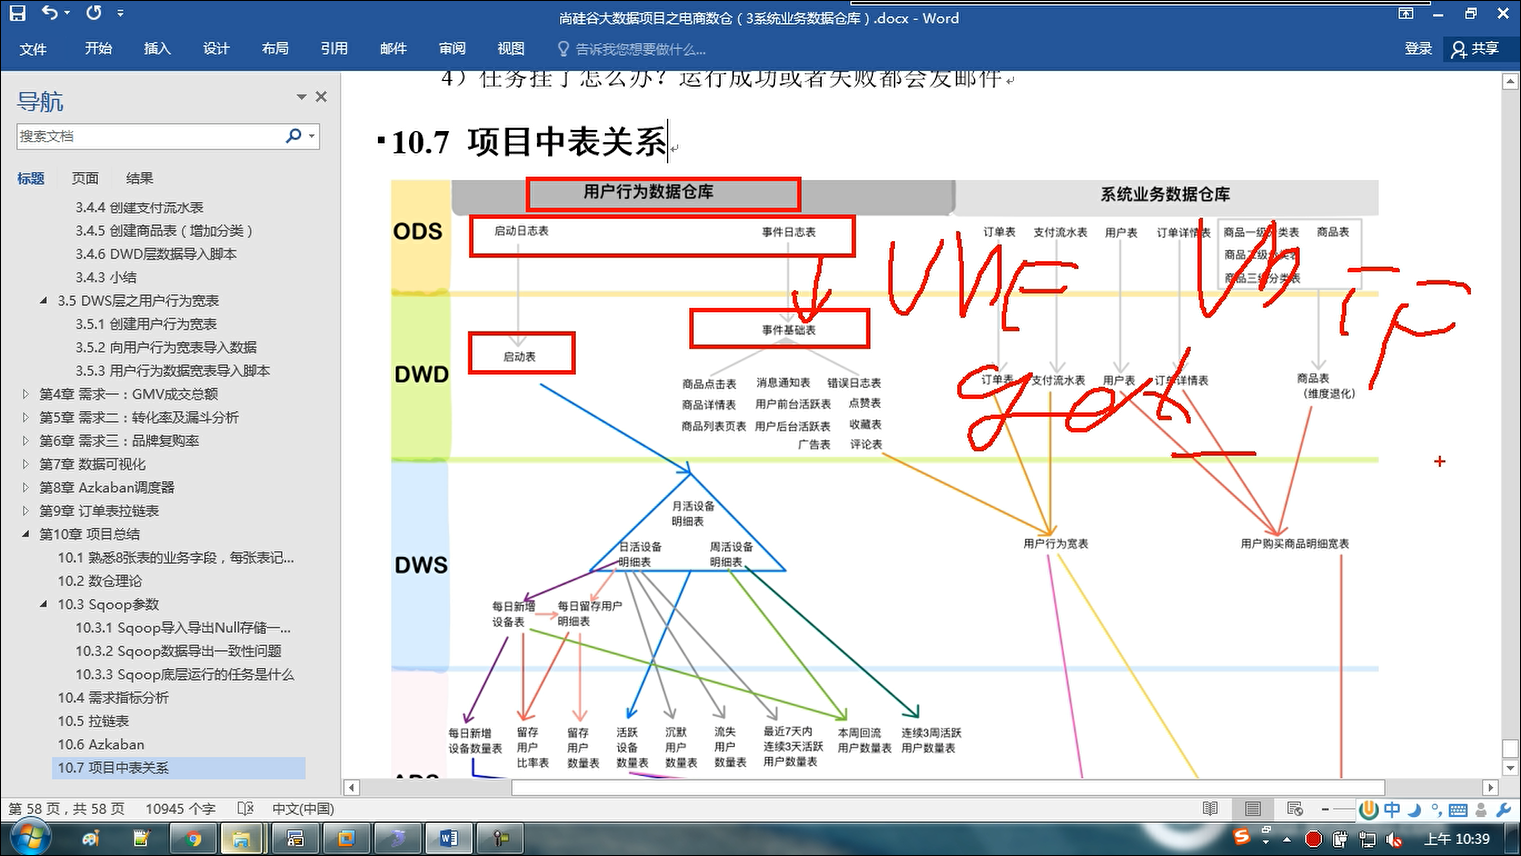 尚硅谷大数据项目之电商数仓（3系统业务数据仓库）.docx - Word
文件 开始 插入 设计 布局 引用 邮件 审阅 视图 告诉我您想要做什么... 登录 共享
导航
搜索文档
标题 页面 结果
3.4.4 创建支付流水表
3.4.5 创建商品表（增加分类）
3.4.6 DWD层数据导入脚本
3.4.3 小结
3.5 DWS层之用户行为宽表
3.5.1 创建用户行为宽表
3.5.2 向用户行为宽表导入数据
3.5.3 用户行为数据宽表导入脚本
第4章 需求一：GMV成交总额
第5章 需求二：转化率及漏斗分析
第6章 需求三：品牌复购率
第7章 数据可视化
第8章 Azkaban调度器
第9章 订单表拉链表
第10章 项目总结
10.1 熟悉8张表的业务字段，每张表记...
10.2 数仓理论
10.3 Sqoop参数
10.3.1 Sqoop导入导出Null存储一...
10.3.2 Sqoop数据导出一致性问题
10.3.3 Sqoop底层运行的任务是什么
10.4 需求指标分析
10.5 拉链表
10.6 Azkaban
10.7 项目中表关系
4）任务挂了怎么办？运行成功或者失败都会发邮件
10.7 项目中表关系
用户行为数据仓库 系统业务数据仓库
ODS
启动日志表 事件日志表 订单表 支付流水表 用户表 订单详情表 商品一级分类表 商品表
商品二级分类表
商品三级分类表
DWD
事件基础表
启动表
商品点击表 消息通知表 错误日志表
商品详情表 用户前台活跃表 点赞表
商品列表页表 用户后台活跃表 收藏表
广告表 评论表
订单表 支付流水表 用户表 订单详情表 商品表
（维度退化）
DWS
月活设备
明细表
日活设备
明细表
周活设备
明细表
用户行为宽表 用户购买商品明细宽表
每日新增
设备表
每日留存用户
明细表
每日新增
设备数量表
留存
用户
比率表
留存
用户
数量表
活跃
设备
数量表
沉默
用户
数量表
流失
用户
数量表
最近7天内
连续3天活跃
用户数量表
本周回流
用户数量表
连续3周活跃
用户数量表
ADS
第 58 页，共 58 页 10945 个字 中文(中国)
中
上午 10:39